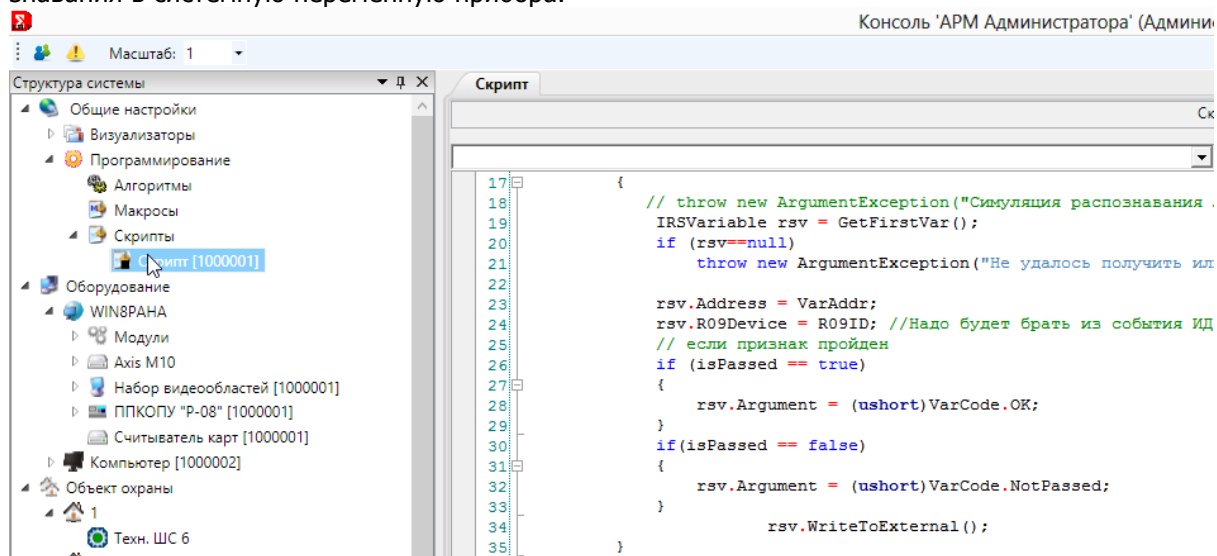 знавания в системную переменную прибора.
Консоль 'АРМ Администратора' (Админи
Масштаб: 1
Структура системы
Общие настройки
Визуализаторы
Программирование
Алгоритмы
Макросы
Скрипты
Скрипт [1000001]
Оборудование
WIN8PAHA
Модули
Axis M10
Набор видеообластей [1000001]
ППКОПУ "Р-08" [1000001]
Считыватель карт [1000001]
Компьютер [1000002]
Объект охраны
1
Техн. ШС 6
Скрипт
Ск
17 {
18 // throw new ArgumentException("Симуляция распознавания
19 IRSVariable rsv = GetFirstVar();
20 if (rsv==null)
21 throw new ArgumentException("Не удалось получить ил
22
23 rsv.Address = VarAddr;
24 rsv.R09Device = R09ID; //Надо будет брать из события ИД
25 // если признак пройден
26 if (isPassed == true)
27 {
28 rsv.Argument = (ushort)VarCode.OK;
29 }
30 if(isPassed == false)
31 {
32 rsv.Argument = (ushort)VarCode.NotPassed;
33 }
34 rsv.WriteToExternal();
35 }